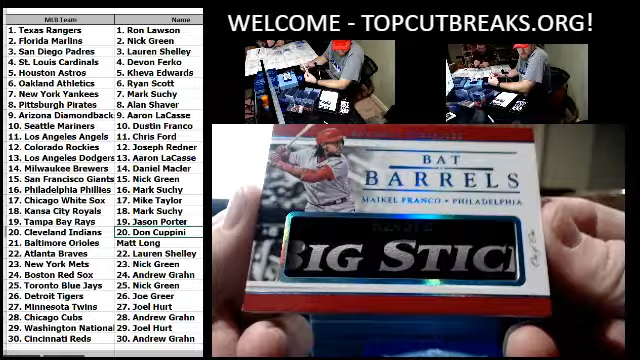 WELCOME - TOPCUTBREAKS.ORG!
MLB Team Name
1. Texas Rangers 1. Ron Lawson
2. Florida Marlins 2. Nick Green
3. San Diego Padres 3. Lauren Shelley
4. St. Louis Cardinals 4. Devon Ferko
5. Houston Astros 5. Kheva Edwards
6. Oakland Athletics 6. Ryan Scott
7. New York Yankees 7. Mark Suchy
8. Pittsburgh Pirates 8. Alan Shaver
9. Arizona Diamondback 9. Aaron LaCasse
10. Seattle Mariners 10. Dustin Franco
11. Los Angeles Angels 11. Chris Ford
12. Colorado Rockies 12. Joseph Redner
13. Los Angeles Dodgers 13. Aaron LaCasse
14. Milwaukee Brewers 14. Daniel Macler
15. San Francisco Giants 15. Nick Green
16. Philadelphia Phillies 16. Mark Suchy
17. Chicago White Sox 17. Mike Taylor
18. Kansa City Royals 18. Mark Suchy
19. Tampa Bay Rays 19. Jason Porter
20. Cleveland Indians 20. Don Cuppini
21. Baltimore Orioles Matt Long
22. Atlanta Braves 22. Lauren Shelley
23. New York Mets 23. Nick Green
24. Boston Red Sox 24. Andrew Grahn
25. Toronto Blue Jays 25. Nick Green
26. Detroit Tigers 26. Joe Greer
27. Minnesota Twins 27. Joel Hurt
28. Chicago Cubs 28. Andrew Grahn
29. Washington National 29. Joel Hurt
30. Cincinnati Reds 30. Andrew Grahn
BAT
BARRELS
MAIKEL FRANCO • PHILADELPHIA
BIG STIC